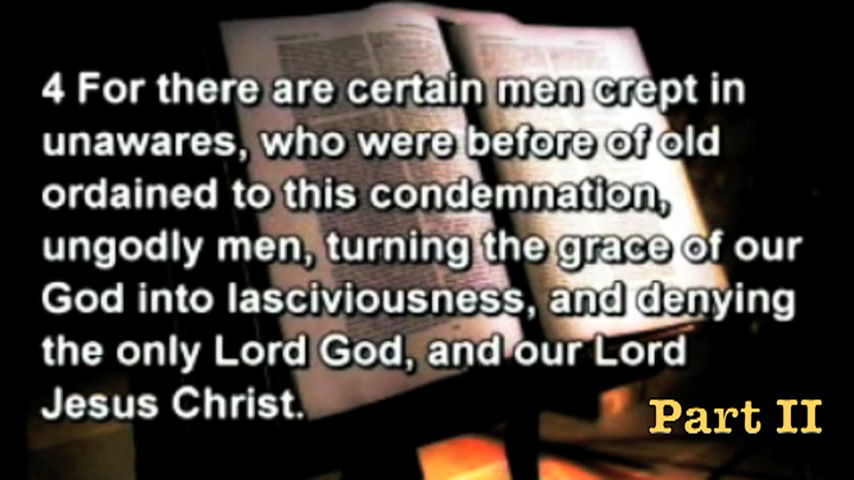 4 For there are certain men crept in
unawares, who were before of old
ordained to this condemnation,
ungodly men, turning the grace of our
God into lasciviousness, and denying
the only Lord God, and our Lord
Jesus Christ.
Part II